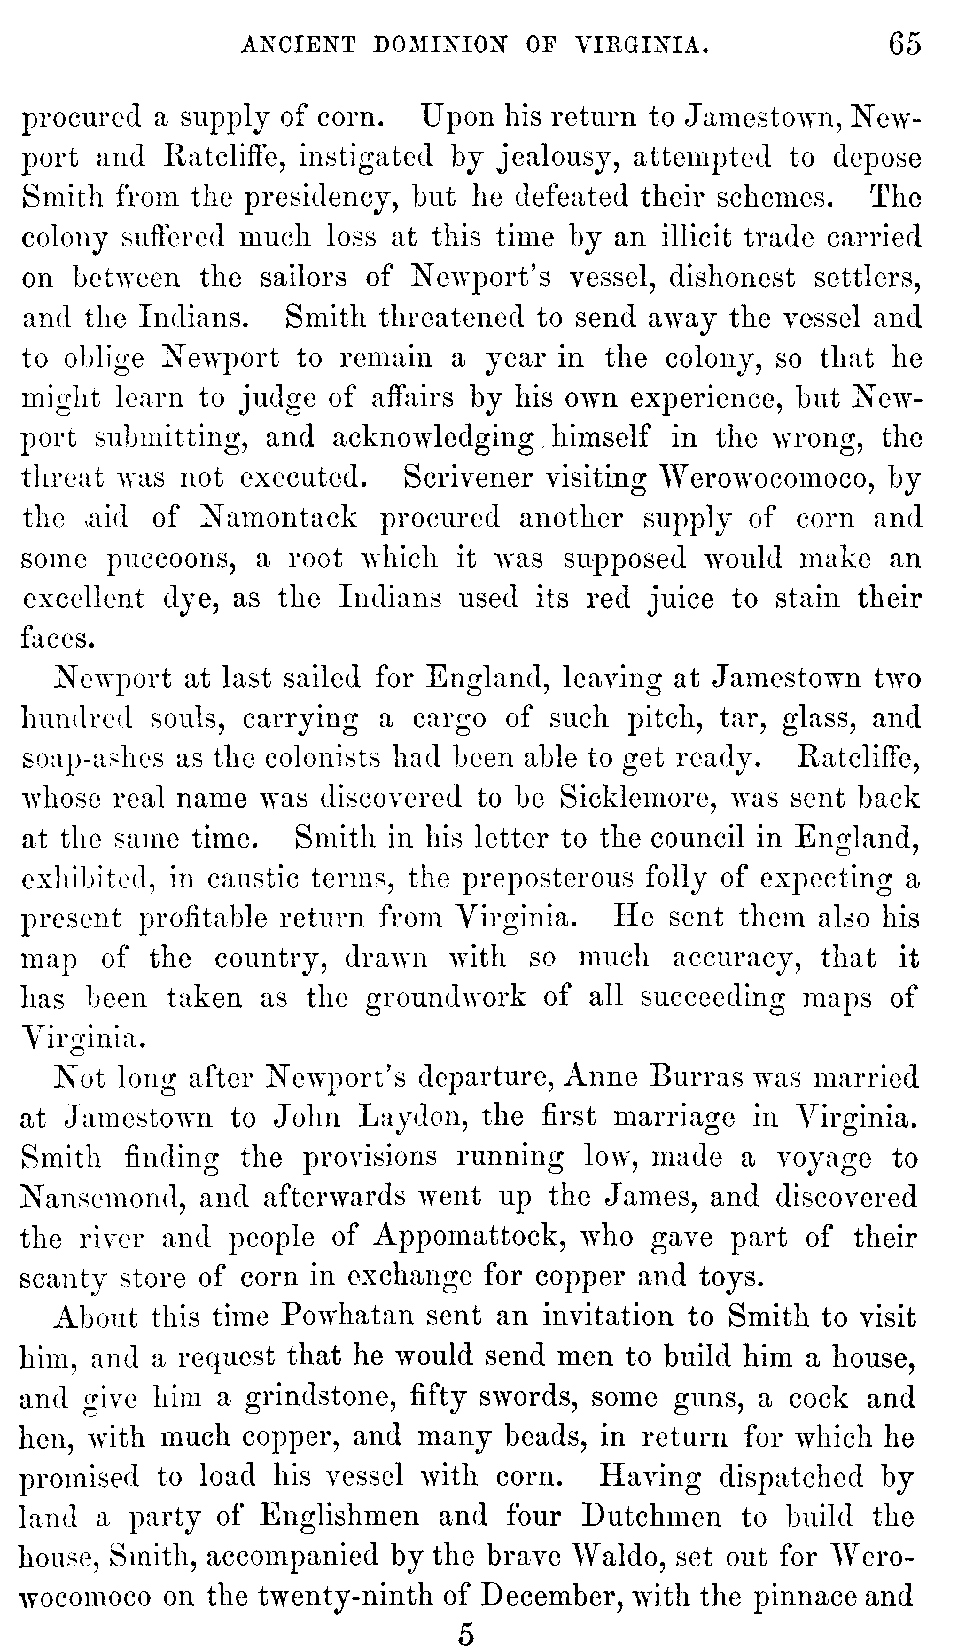 ANCIENT DOMINION OF VIRGINIA. 65
procured a supply of corn. Upon his return to Jamestown, New-
port and Ratcliffe, instigated by jealousy, attempted to depose
Smith from the presidency, but he defeated their schemes. The
colony suffered much loss at this time by an illicit trade carried
on between the sailors of Newport's vessel, dishonest settlers,
and the Indians. Smith threatened to send away the vessel and
to oblige Newport to remain a year in the colony, so that he
might learn to judge of affairs by his own experience, but New-
port submitting, and acknowledging himself in the wrong, the
threat was not executed. Scrivener visiting Werowocomoco, by
the aid of Namontack procured another supply of corn and
some puccoons, a root which it was supposed would make an
excellent dye, as the Indians used its red juice to stain their
faces.
Newport at last sailed for England, leaving at Jamestown two
hundred souls, carrying a cargo of such pitch, tar, glass, and
soap-ashes as the colonists had been able to get ready. Ratcliffe,
whose real name was discovered to be Sicklemore, was sent back
at the same time. Smith in his letter to the council in England,
exhibited, in caustic terms, the preposterous folly of expecting a
present profitable return from Virginia. He sent them also his
map of the country, drawn with so much accuracy, that it
has been taken as the groundwork of all succeeding maps of
Virginia.
Not long after Newport's departure, Anne Burras was married
at Jamestown to John Laydon, the first marriage in Virginia.
Smith finding the provisions running low, made a voyage to
Nansemond, and afterwards went up the James, and discovered
the river and people of Appomattock, who gave part of their
scanty store of corn in exchange for copper and toys.
About this time Powhatan sent an invitation to Smith to visit
him, and a request that he would send men to build him a house,
and give him a grindstone, fifty swords, some guns, a cock and
hen, with much copper, and many beads, in return for which he
promised to load his vessel with corn. Having dispatched by
land a party of Englishmen and four Dutchmen to build the
house, Smith, accompanied by the brave Waldo, set out for Wero-
wocomoco on the twenty-ninth of December, with the pinnace and
5